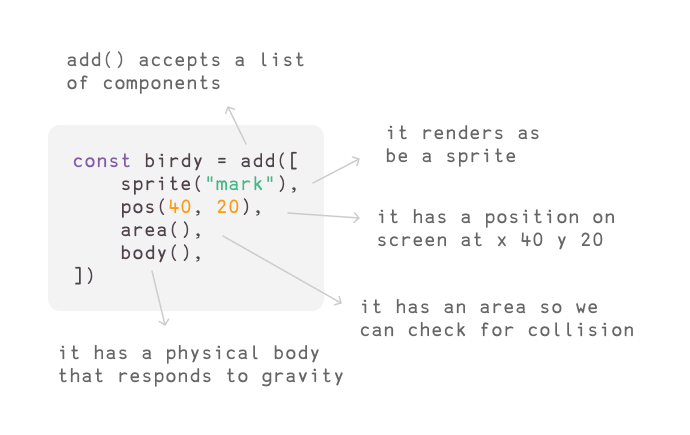 add() accepts a list
of components
const birdy = add([
    sprite("mark"),
    pos(40, 20),
    area(),
    body(),
])
it renders as
be a sprite
it has a position on
screen at x 40 y 20
it has an area so we
can check for collision
it has a physical body
that responds to gravity